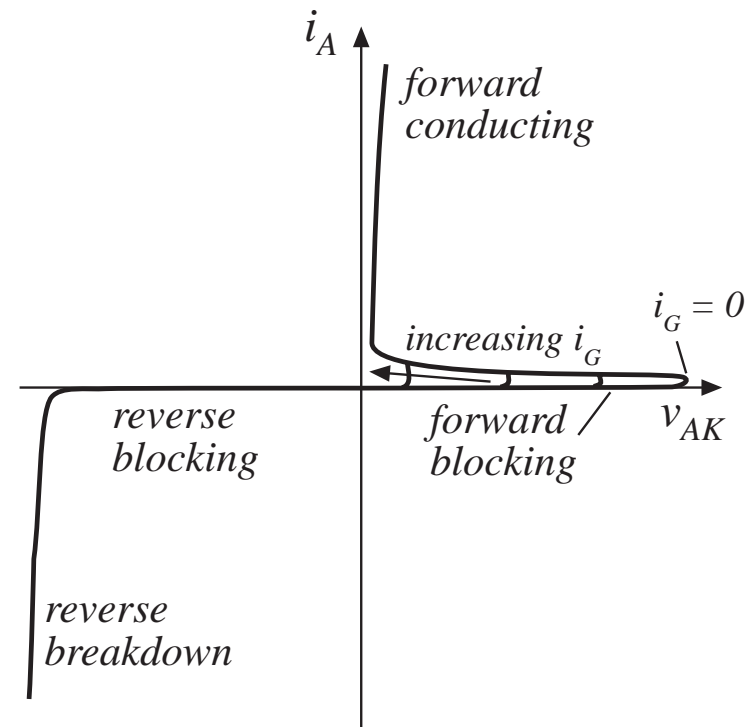 i_A
forward
conducting
i_G = 0
increasing i_G
v_AK
reverse
blocking
forward
blocking
reverse
breakdown